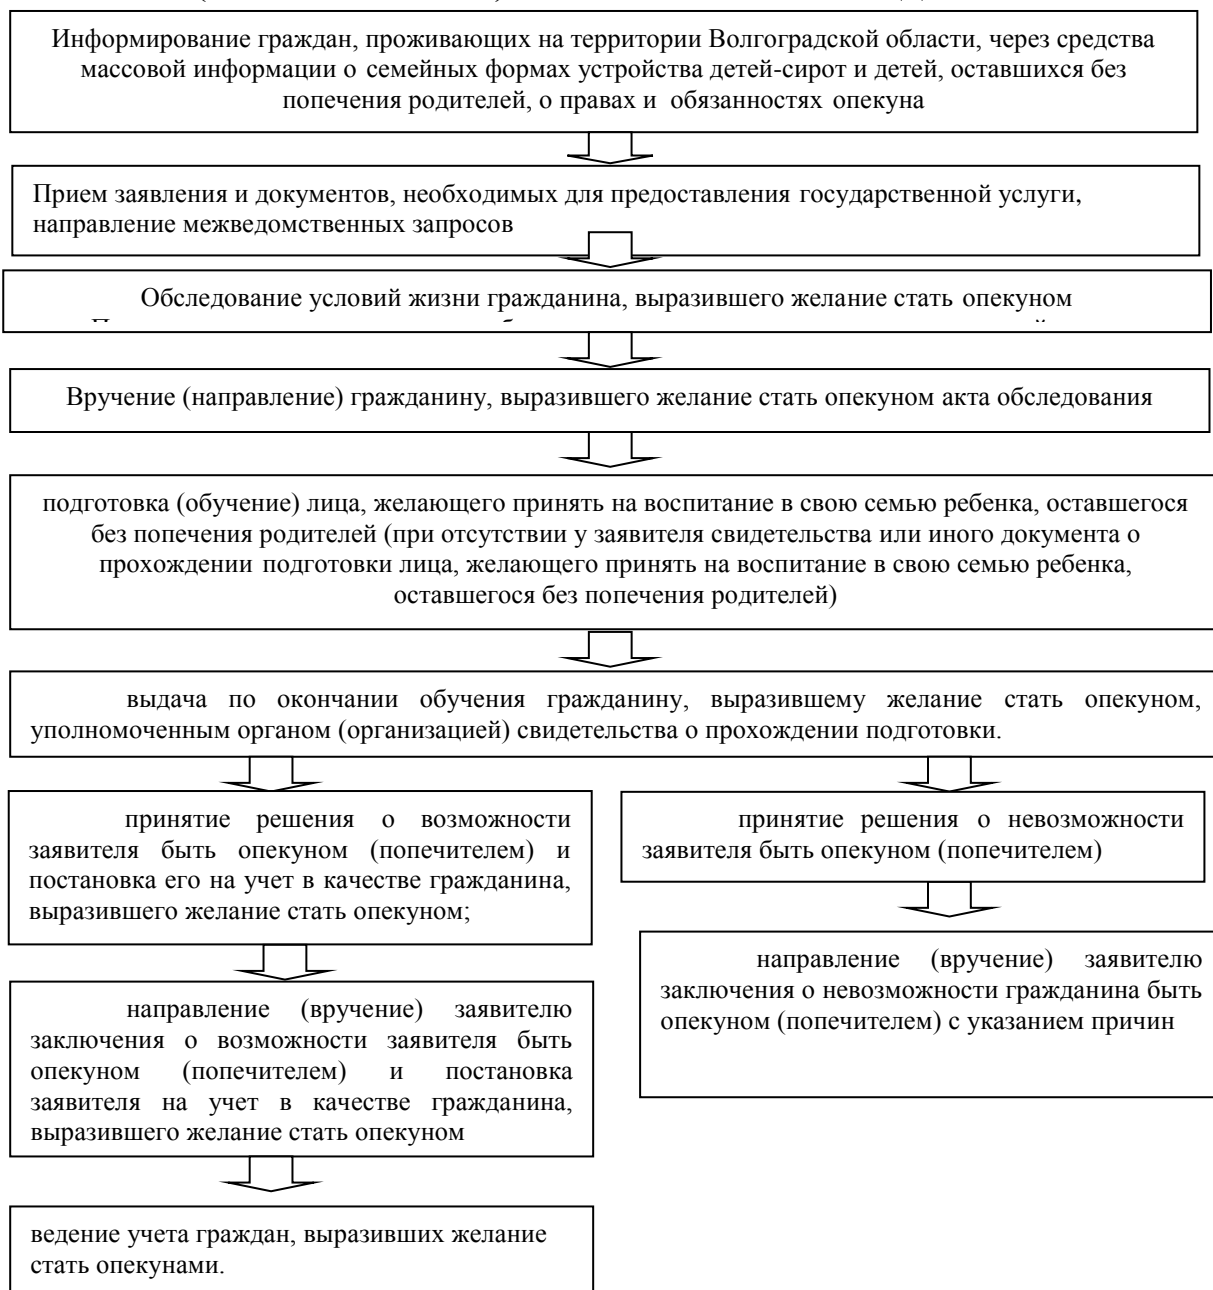 Информирование граждан, проживающих на территории Волгоградской области, через средства
массовой информации о семейных формах устройства детей-сирот и детей, оставшихся без
попечения родителей, о правах и обязанностях опекуна
Прием заявления и документов, необходимых для предоставления государственной услуги,
направление межведомственных запросов
Обследование условий жизни гражданина, выразившего желание стать опекуном
Вручение (направление) гражданину, выразившего желание стать опекуном акта обследования
подготовка (обучение) лица, желающего принять на воспитание в свою семью ребенка, оставшегося
без попечения родителей (при отсутствии у заявителя свидетельства или иного документа о
прохождении подготовки лица, желающего принять на воспитание в свою семью ребенка,
оставшегося без попечения родителей)
выдача по окончании обучения гражданину, выразившему желание стать опекуном,
уполномоченным органом (организацией) свидетельства о прохождении подготовки.
принятие решения о возможности
заявителя быть опекуном (попечителем) и
постановка его на учет в качестве гражданина,
выразившего желание стать опекуном;
направление (вручение) заявителю
заключения о возможности заявителя быть
опекуном (попечителем) и постановка
заявителя на учет в качестве гражданина,
выразившего желание стать опекуном
ведение учета граждан, выразивших желание
стать опекунами.
принятие решения о невозможности
заявителя быть опекуном (попечителем)
направление (вручение) заявителю
заключения о невозможности гражданина быть
опекуном (попечителем) с указанием причин